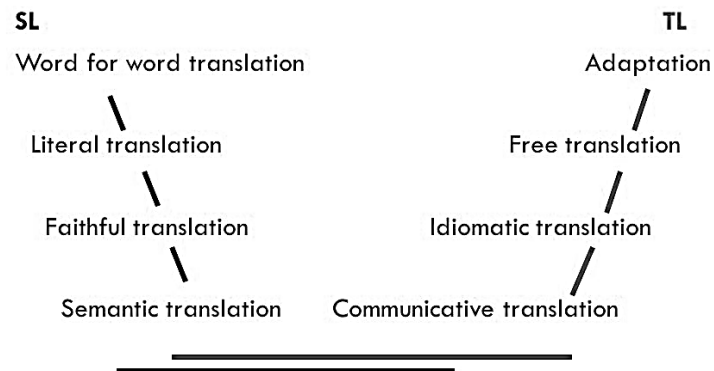 SL TL
Word for word translation Adaptation
Literal translation Free translation
Faithful translation Idiomatic translation
Semantic translation Communicative translation